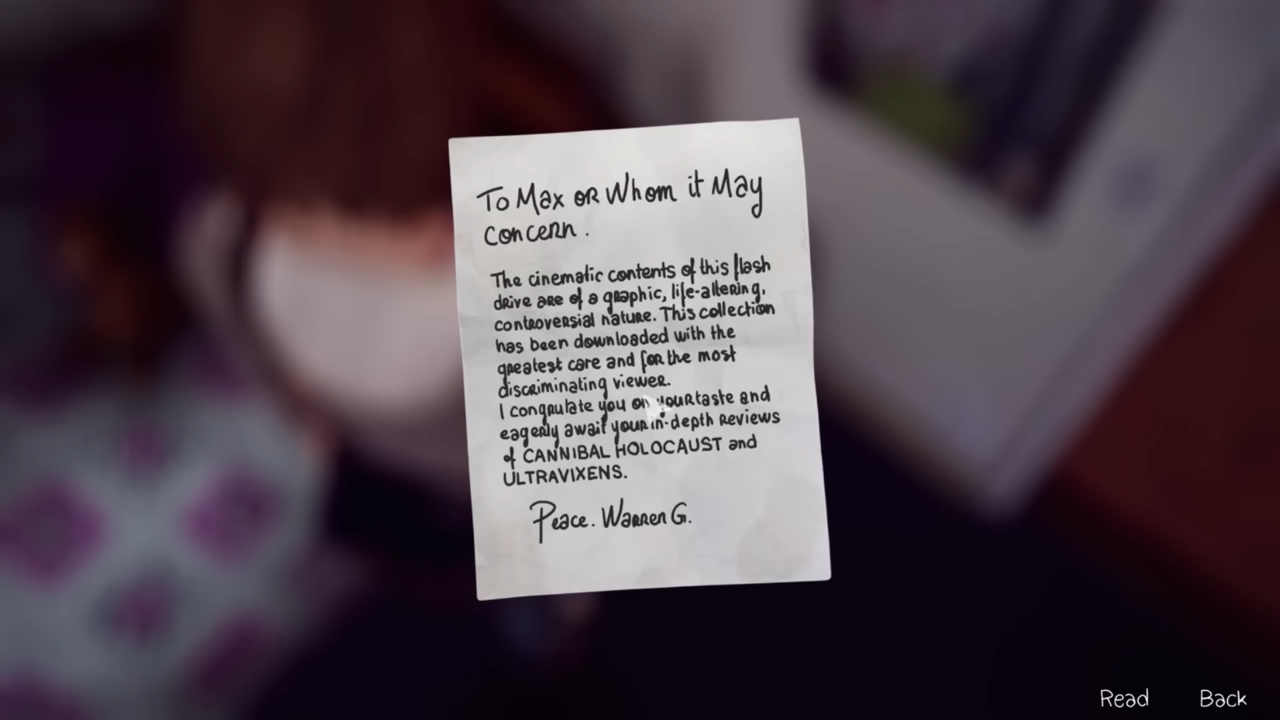 To Max or Whom it May
Concern.
The cinematic contents of this flash
drive are of a graphic, life-altering,
controversial nature. This collection
has been downloaded with the
greatest care and for the most
discriminating viewer.
I congrulate you on your taste and
eagerly await your in-depth Reviews
of CANNIBAL HOLOCAUST and
ULTRAVIXENS.
Peace. Warren G.
Read Back